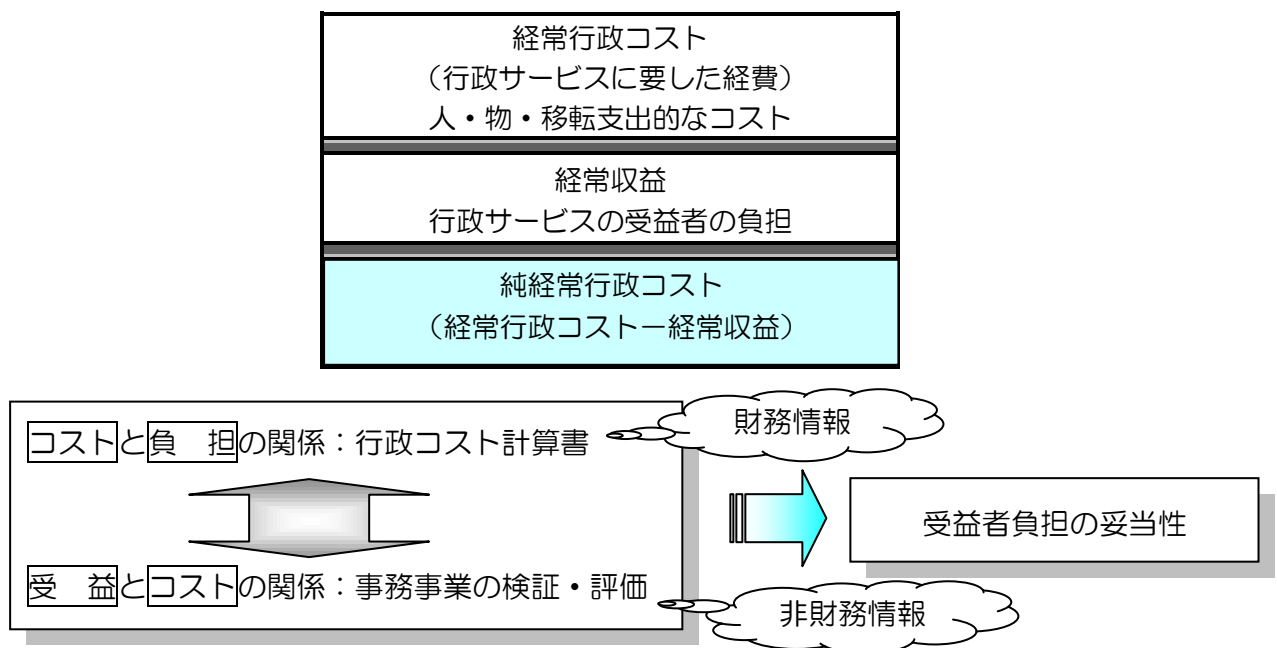 経常行政コスト
（行政サービスに要した経費）
人・物・移転支出的なコスト
経常収益
行政サービスの受益者の負担
純経常行政コスト
（経常行政コストー経常収益）
財務情報
コストと負　担の関係：行政コスト計算書
受益者負担の妥当性
受　益とコストの関係：事務事業の検証・評価
非財務情報